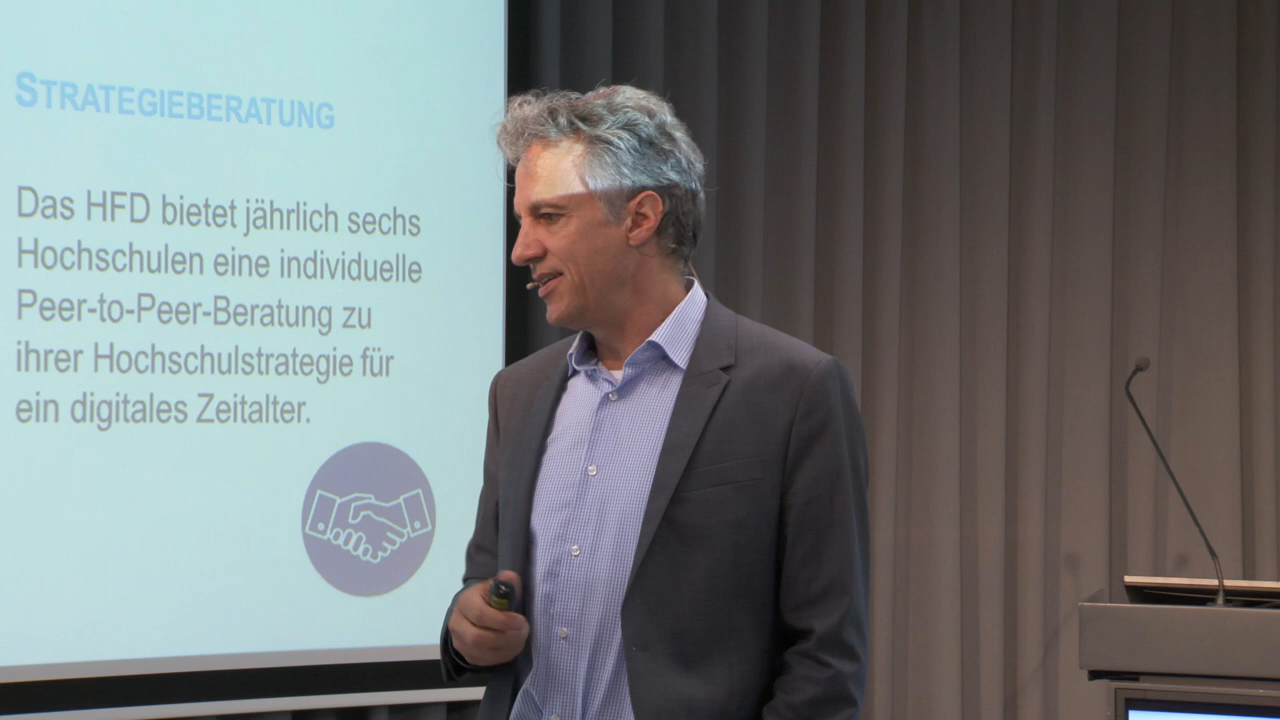 STRATEGIEBERATUNG
Das HFD bietet jährlich sechs
Hochschulen eine individuelle
Peer-to-Peer-Beratung zu
ihrer Hochschulstrategie für
ein digitales Zeitalter.